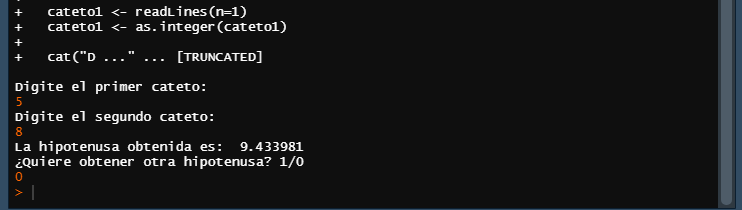 +   cateto1 <- readLines(n=1)
+   cateto1 <- as.integer(cateto1)
+
+   cat("D ..." ... [TRUNCATED]
Digite el primer cateto:
5
Digite el segundo cateto:
8
La hipotenusa obtenida es:  9.433981
¿Quiere obtener otra hipotenusa? 1/0
0
>